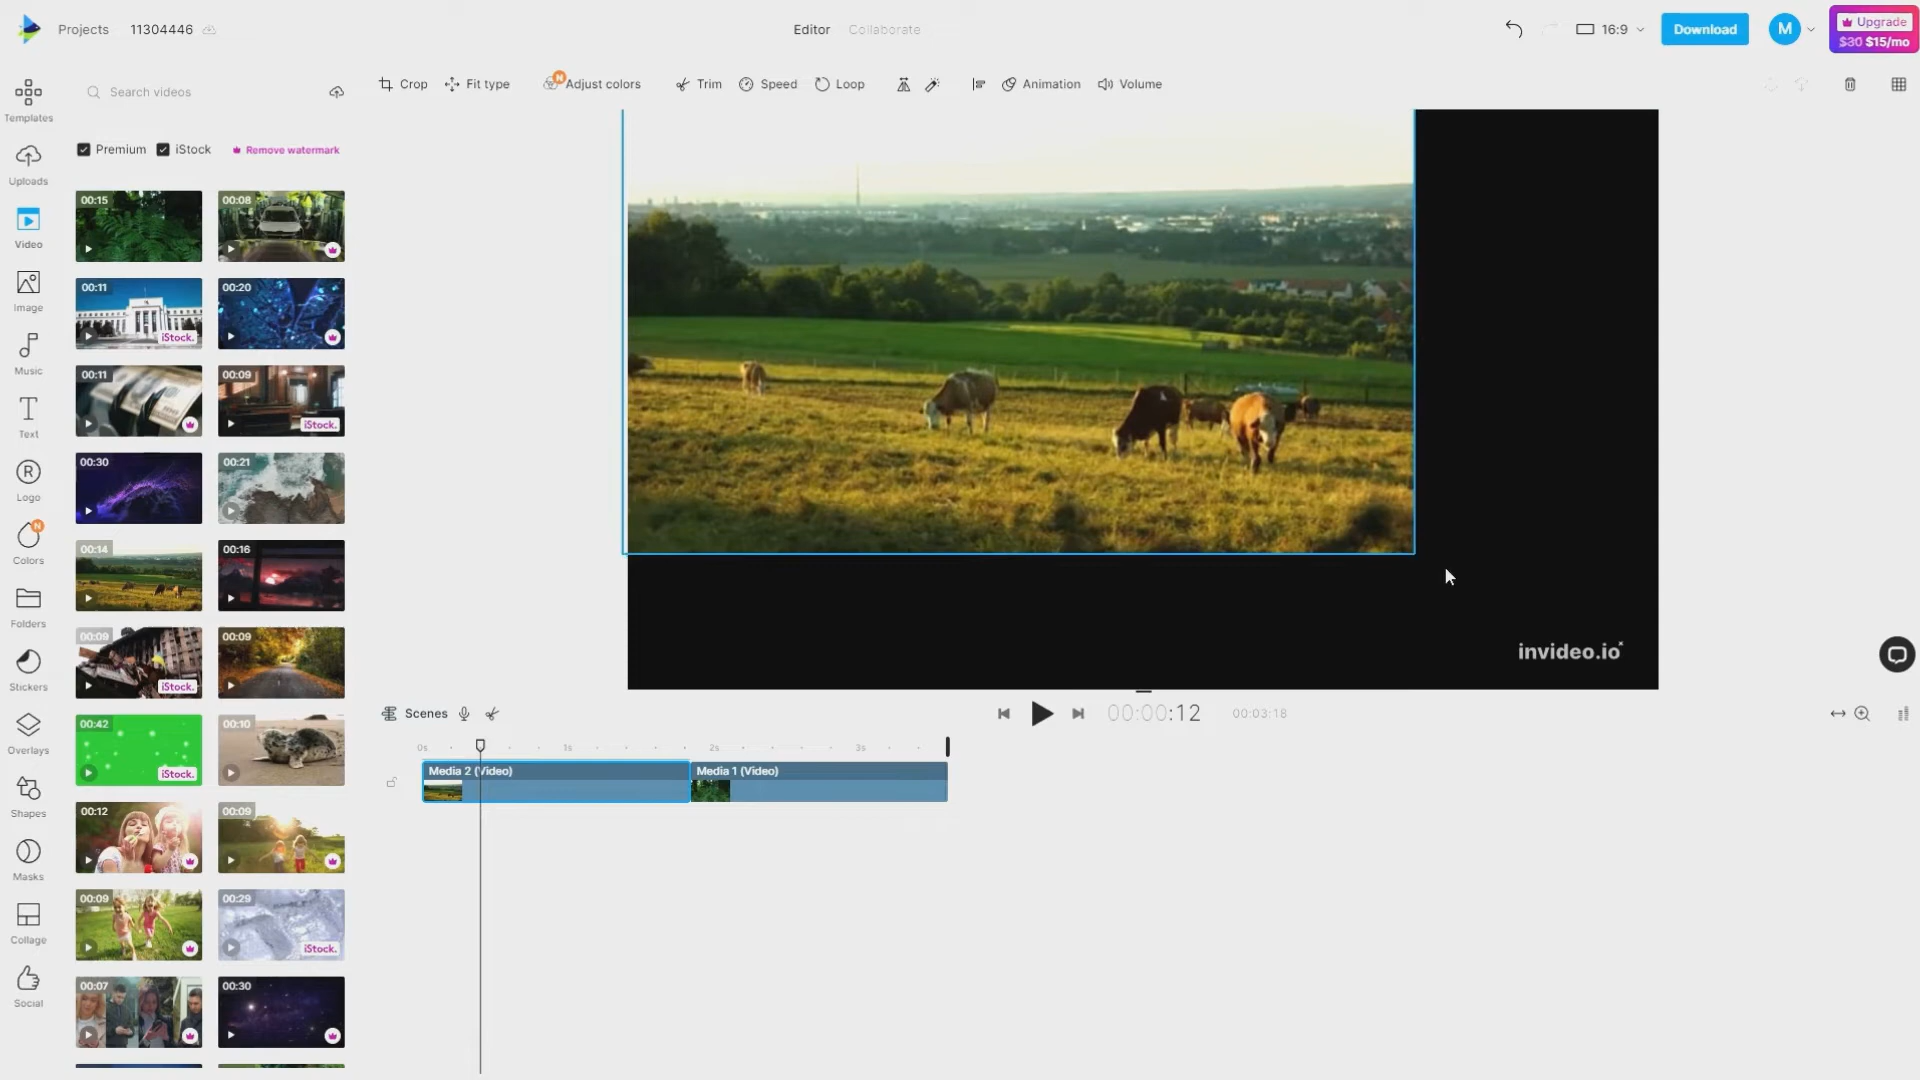 Projects 11304446
Editor Collaborate
16:9
Download
M
Upgrade
$30 $15/mo
Search videos
Crop Fit type N Adjust colors Trim Speed Loop Animation Volume
Templates
Premium iStock Remove watermark
Uploads
Video
Image
Music
Text
R
Logo
N
Colors
Folders
Stickers
Overlays
Shapes
Masks
Collage
Social
00:15 00:08
00:11 00:20
iStock.
00:11 00:09
iStock.
00:30 00:21
00:14 00:16
00:09 00:09
iStock.
00:42 00:10
iStock.
00:12 00:09
00:09 00:29
iStock.
00:07 00:30
invideo.io
Scenes
00:00:12 00:03:18
0s 1s 2s 3s
Media 2 (Video) Media 1 (Video)